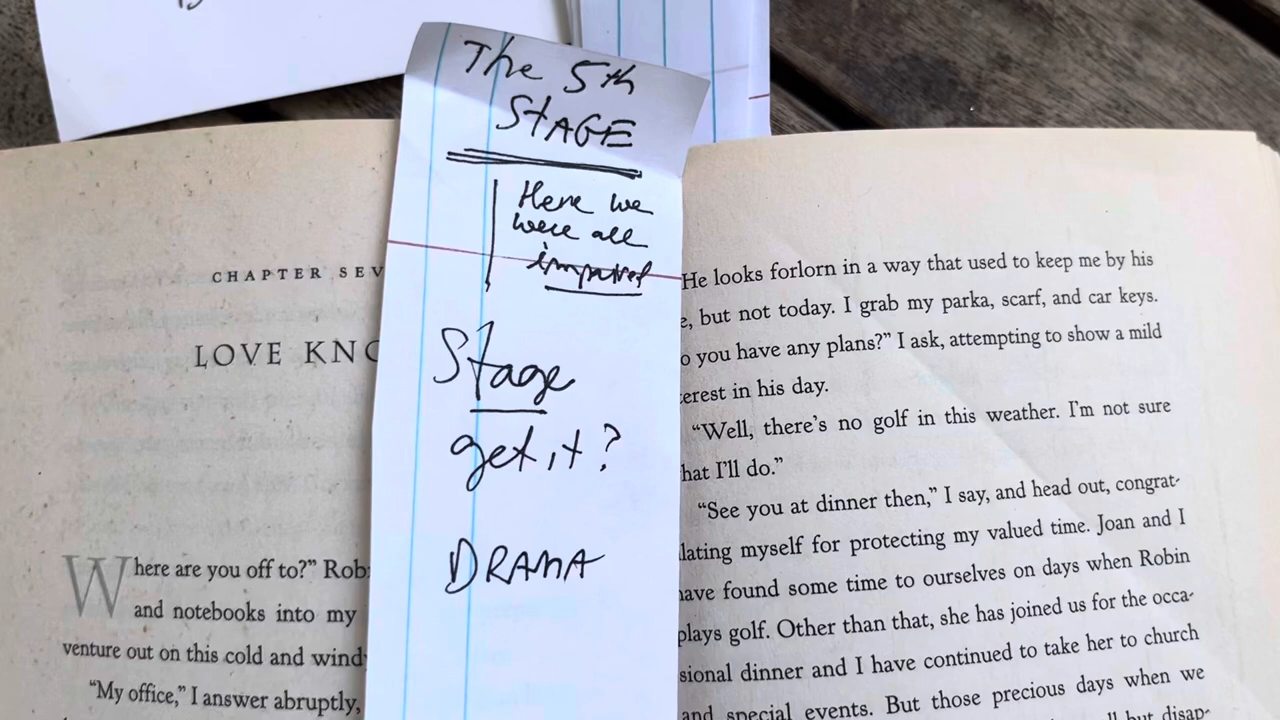 The 5th
STAGE
Here we
were all
Stage
get it?
DRAMA
CHAPTER SEV
LOVE KNO
Where are you off to?” Rob
and notebooks into my
venture out on this cold and wind
“My office,” I answer abruptly,
He looks forlorn in a way that used to keep me by his
e, but not today. I grab my parka, scarf, and car keys.
o you have any plans?” I ask, attempting to show a mild
erest in his day.
“Well, there’s no golf in this weather. I’m not sure
hat I’ll do.”
“See you at dinner then,” I say, and head out, congrat-
lating myself for protecting my valued time. Joan and I
have found some time to ourselves on days when Robin
plays golf. Other than that, she has joined us for the occa-
sional dinner and I have continued to take her to church
and special events. But those precious days when we
ll but disap-